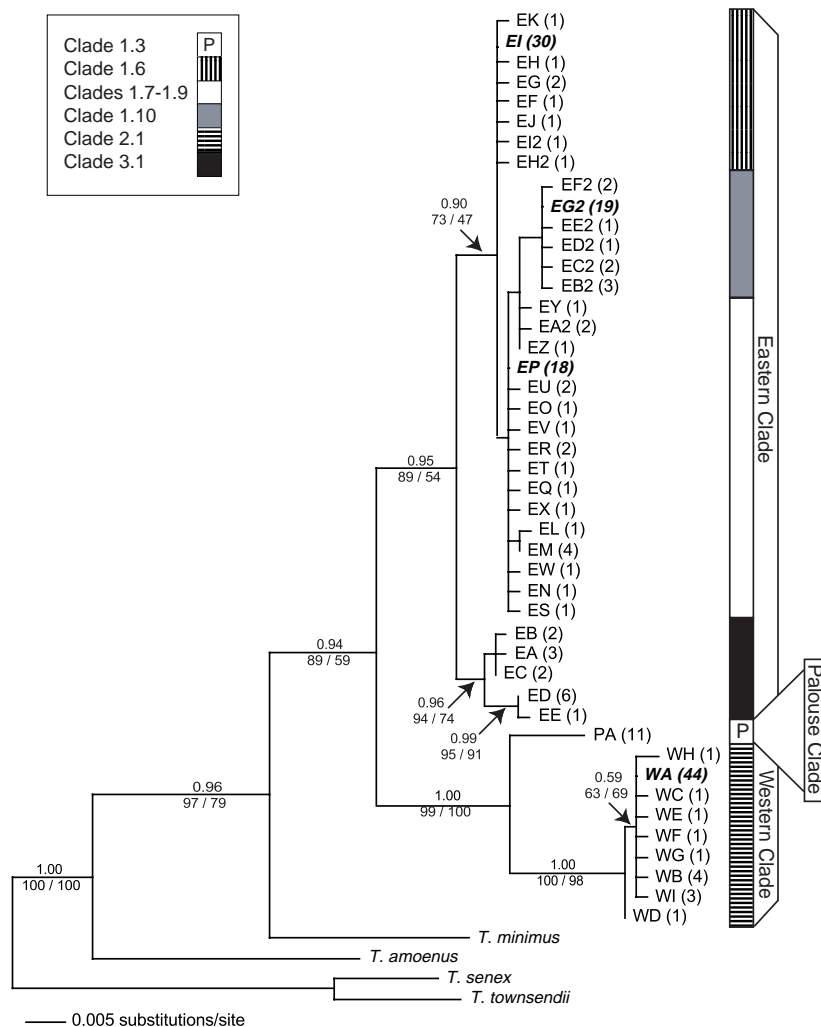 Clade 1.3 P
Clade 1.6
Clades 1.7-1.9
Clade 1.10
Clade 2.1
Clade 3.1
EK (1)
EI (30)
EH (1)
EG (2)
EF (1)
EJ (1)
EI2 (1)
EH2 (1)
EF2 (2)
0.90
73 / 47
EG2 (19)
EE2 (1)
ED2 (1)
EC2 (2)
EB2 (3)
EY (1)
EA2 (2)
EZ (1)
EP (18)
EU (2)
EO (1)
EV (1)
ER (2)
0.95
89 / 54
ET (1)
EQ (1)
EX (1)
EL (1)
EM (4)
EW (1)
EN (1)
ES (1)
Eastern Clade
EB (2)
0.94
89 / 59
EA (3)
EC (2)
ED (6)
0.96
94 / 74
EE (1)
0.99
95 / 91
PA (11)
P
Palouse Clade
WH (1)
WA (44)
0.59
63 / 69
0.96
97 / 79
1.00
99 / 100
WC (1)
WE (1)
WF (1)
WG (1)
1.00
100 / 98
WB (4)
WI (3)
WD (1)
Western Clade
1.00
100 / 100
T. minimus
T. amoenus
T. senex
T. townsendii
0.005 substitutions/site